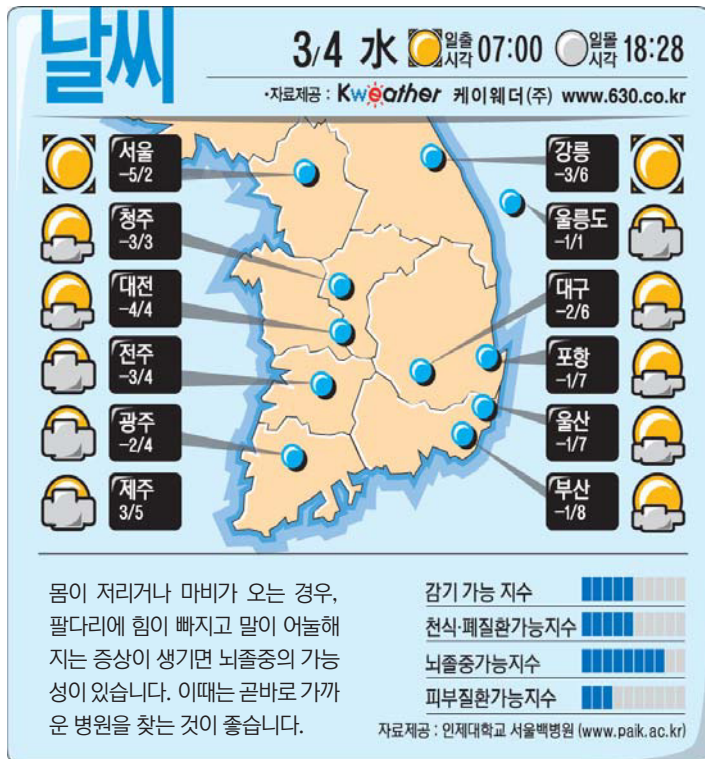 날씨
3/4 水 일출시각 07:00 일몰시각 18:28
·자료제공 : Kweather 케이웨더(주) www.630.co.kr
서울
-5/2
청주
-3/3
대전
-4/4
전주
-3/4
광주
-2/4
제주
3/5
강릉
-3/6
울릉도
-1/1
대구
-2/6
포항
-1/7
울산
-1/7
부산
-1/8
몸이 저리거나 마비가 오는 경우,
팔다리에 힘이 빠지고 말이 어눌해
지는 증상이 생기면 뇌졸중의 가능
성이 있습니다. 이때는 곧바로 가까
운 병원을 찾는 것이 좋습니다.
감기 가능 지수
천식·폐질환가능지수
뇌졸중가능지수
피부질환가능지수
자료제공 : 인제대학교 서울백병원 (www.paik.ac.kr)